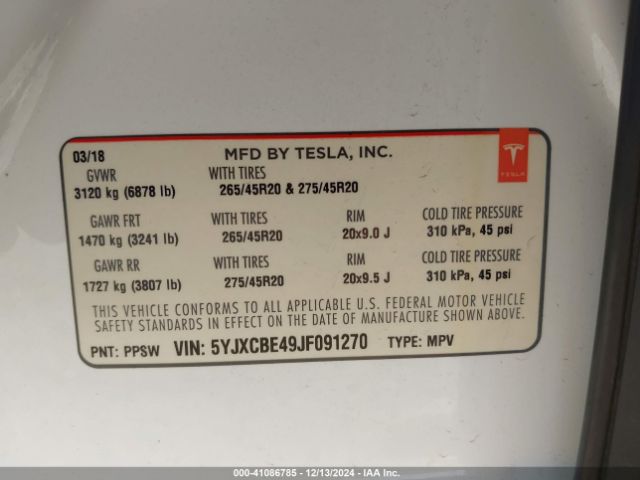 03/18 MFD BY TESLA, INC.
TESLA
GVWR WITH TIRES
3120 kg (6878 lb) 265/45R20 & 275/45R20
GAWR FRT WITH TIRES RIM COLD TIRE PRESSURE
1470 kg (3241 lb) 265/45R20 20x9.0 J 310 kPa, 45 psi
GAWR RR WITH TIRES RIM COLD TIRE PRESSURE
1727 kg (3807 lb) 275/45R20 20x9.5 J 310 kPa, 45 psi
THIS VEHICLE CONFORMS TO ALL APPLICABLE U.S. FEDERAL MOTOR VEHICLE
SAFETY STANDARDS IN EFFECT ON THE DATE OF MANUFACTURE SHOWN ABOVE.
PNT: PPSW VIN: 5YJXCBE49JF091270 TYPE: MPV
000-41086785 - 12/13/2024 - IAA Inc.